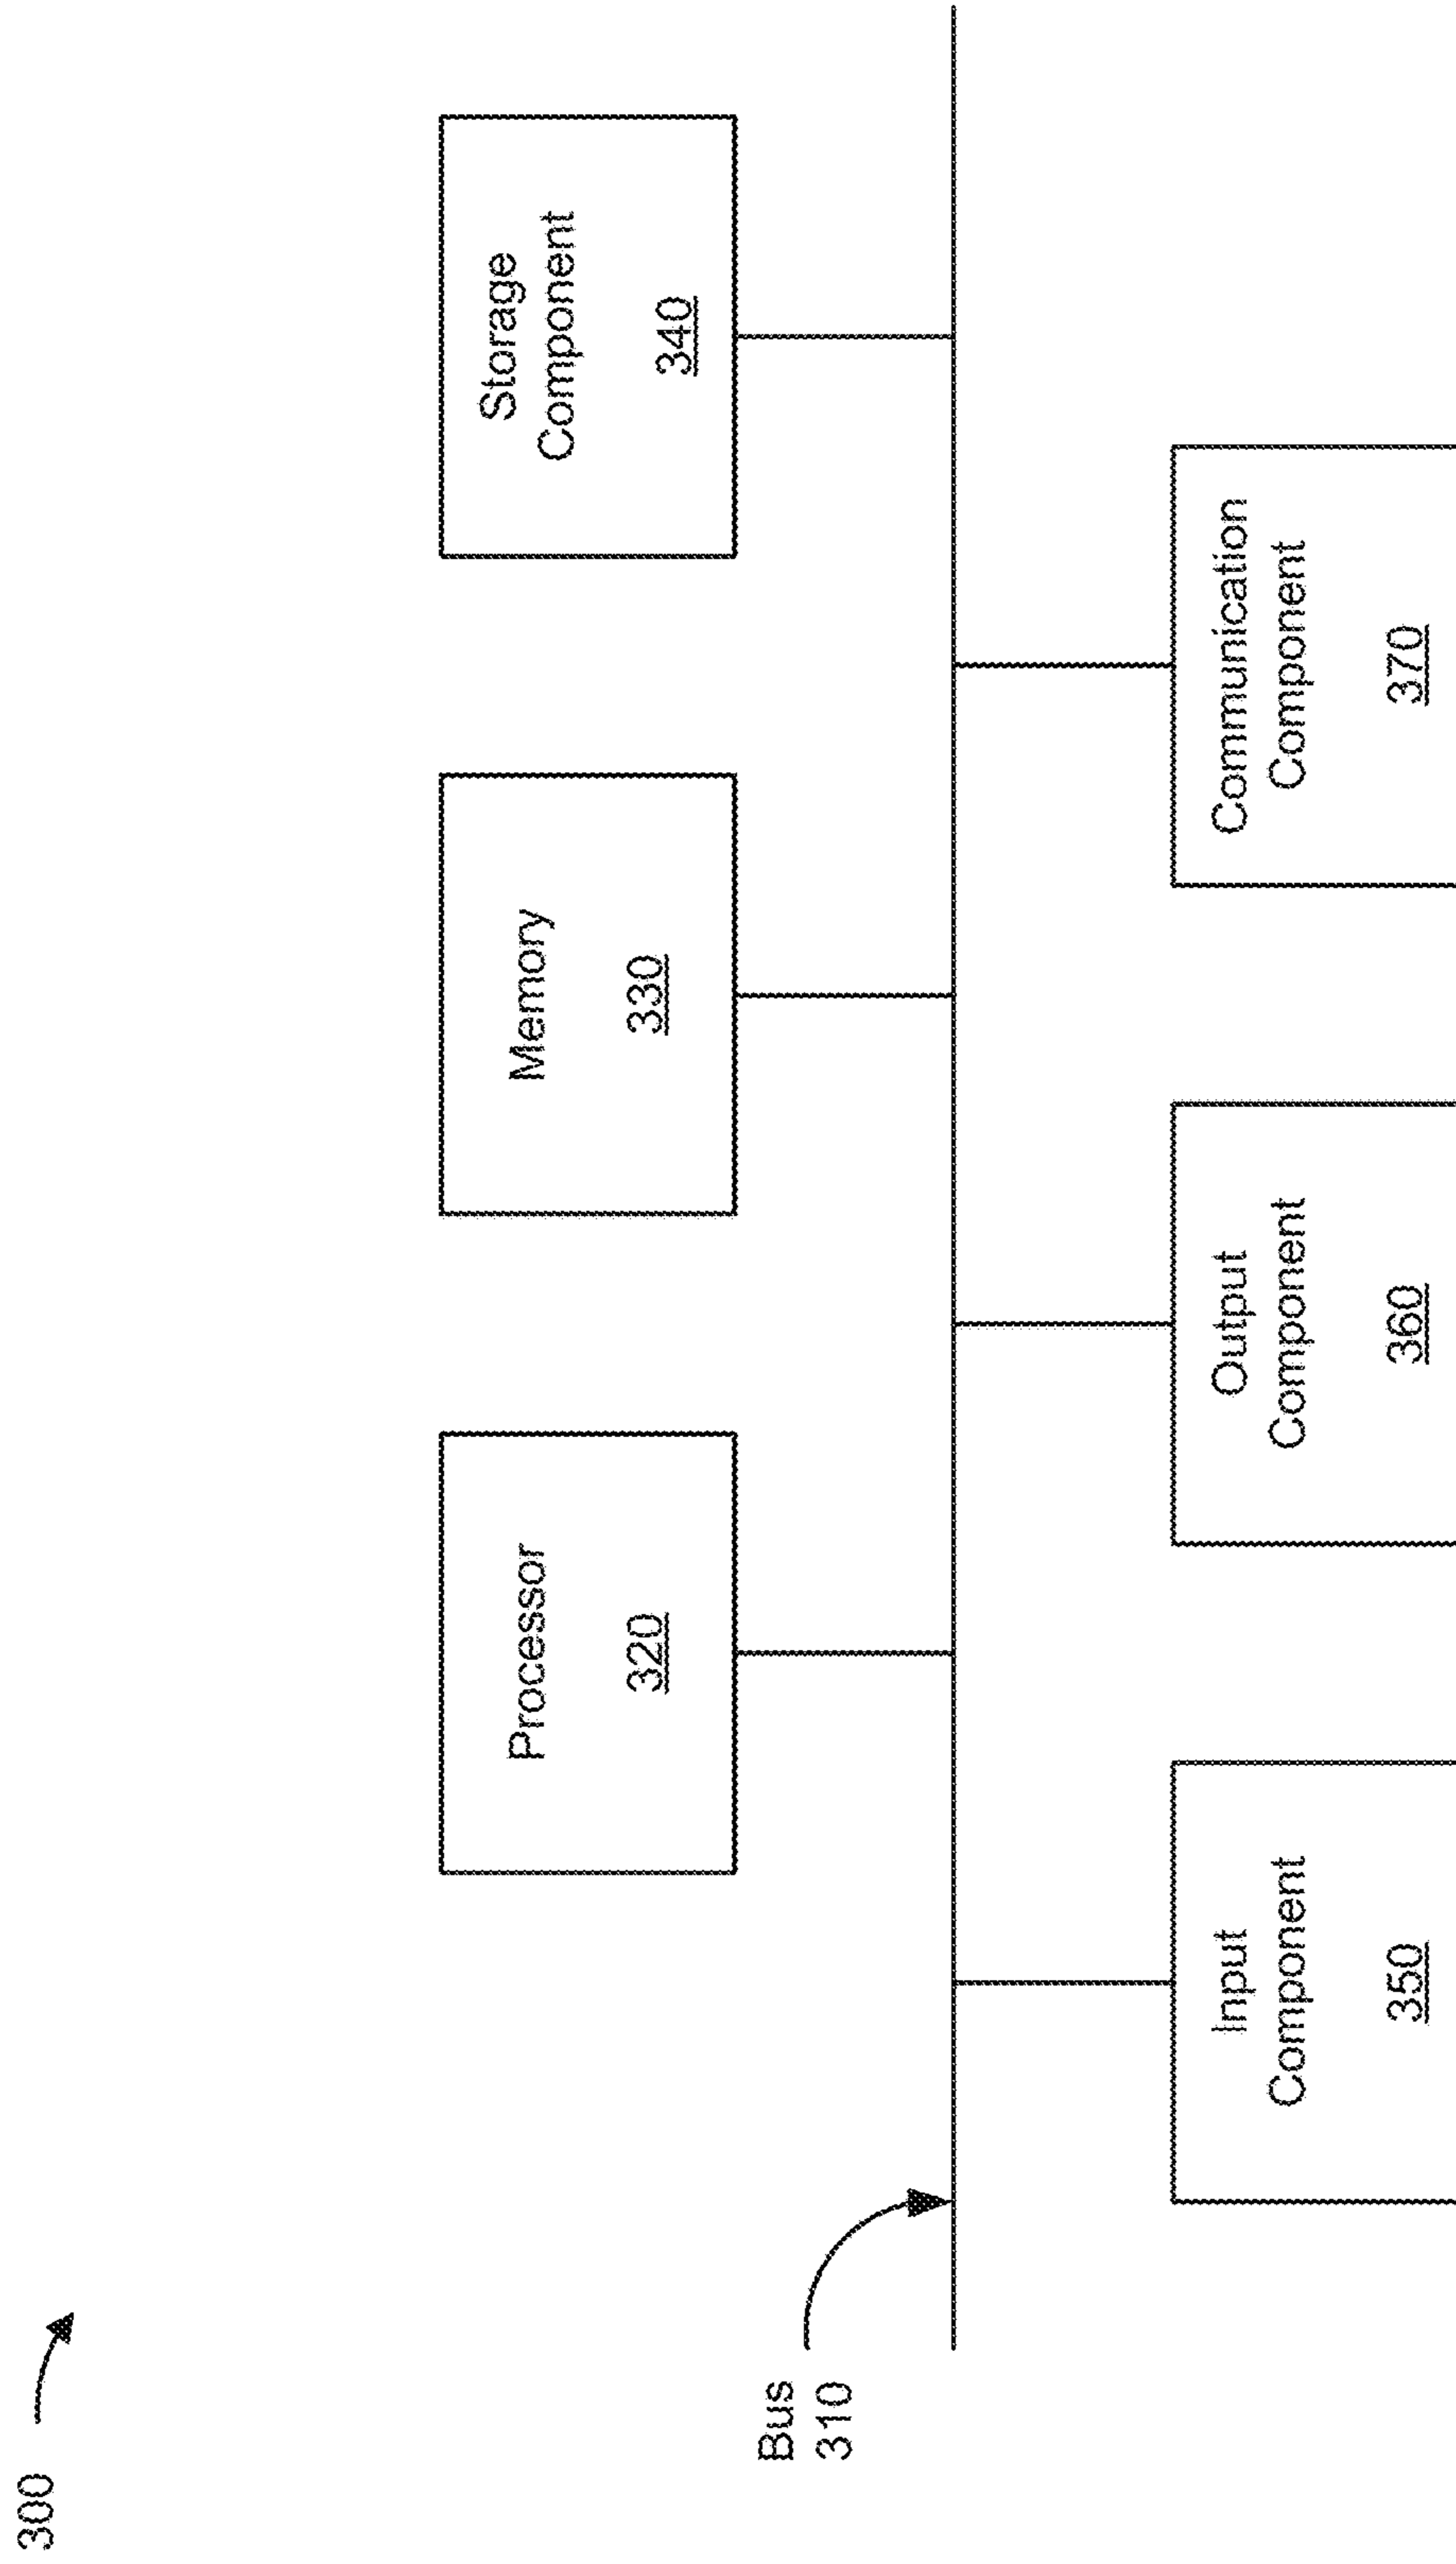 300
Processor
320
Memory
330
Storage
Component
340
Bus
310
Input
Component
350
Output
Component
360
Communication
Component
370